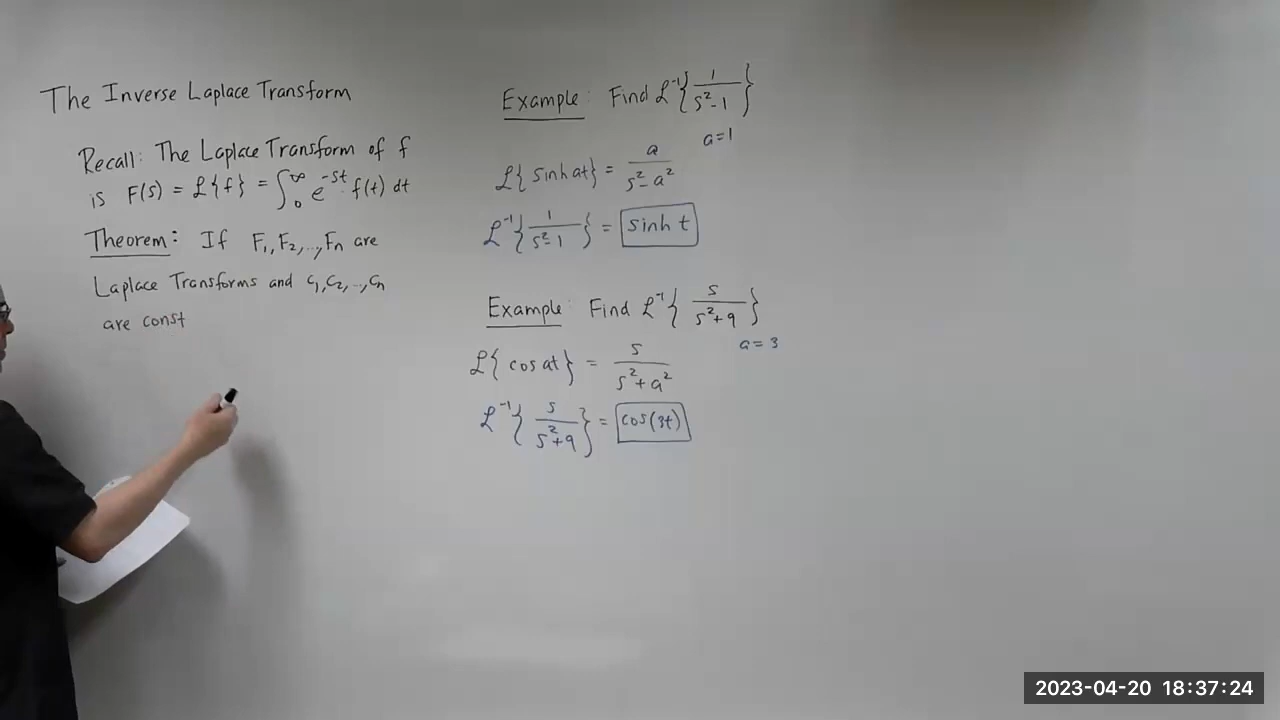 The Inverse Laplace Transform
Recall: The Laplace Transform of f
is F(s) = ℒ{f} = ∫₀^∞ e^{-st} · f(t) dt
Theorem: If F₁, F₂, .., Fn are
Laplace Transforms and c₁, c₂, .., cn
are const
Example: Find ℒ⁻¹{1/(s²-1)}
a=1
ℒ{sinh at} = a/(s²-a²)
ℒ⁻¹{1/(s²-1)} = sinh t
Example: Find ℒ⁻¹{s/(s²+9)}
a=3
ℒ{cos at} = s/(s²+a²)
ℒ⁻¹{s/(s²+9)} = cos(3t)
2023-04-20 18:37:24